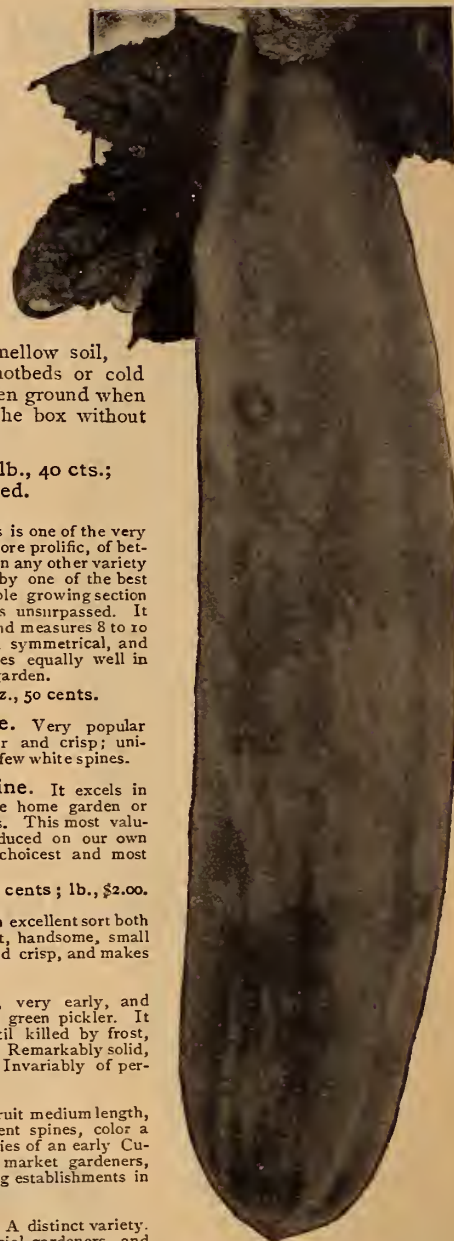 mellow soil,
hotbeds or cold
en ground when
he box without
lb., 40 cts.;
ed.
s is one of the very
ore prolific, of bet-
n any other variety
by one of the best
ble growing section
s unsurpassed. It
nd measures 8 to 10
symmetrical, and
es equally well in
garden.
z., 50 cents.
e. Very popular
r and crisp; uni-
few white spines.
ine. It excels in
e home garden or
s. This most valu-
duced on our own
choicest and most
cents; lb., $2.00.
n excellent sort both
t, handsome, small
d crisp, and makes
, very early, and
green pickler. It
til killed by frost,
Remarkably solid,
Invariably of per-
ruit medium length,
ent spines, color a
ies of an early Cu-
market gardeners,
g establishments in
A distinct variety.
cial gardeners, and